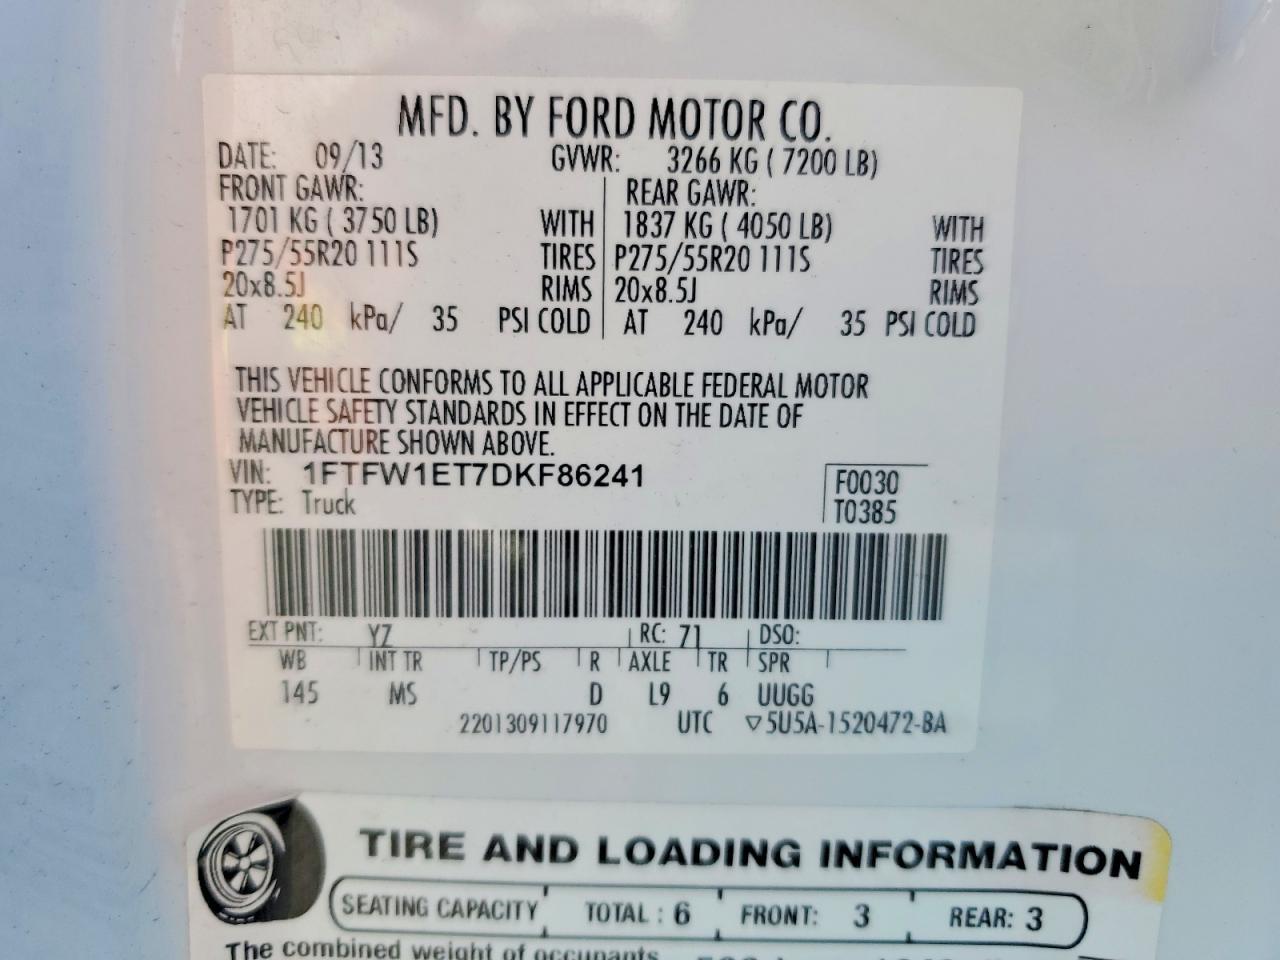 MFD. BY FORD MOTOR CO.
DATE: 09/13 GVWR: 3266 KG ( 7200 LB)
FRONT GAWR: REAR GAWR:
1701 KG ( 3750 LB) WITH 1837 KG ( 4050 LB) WITH
P275/55R20 111S TIRES P275/55R20 111S TIRES
20x8.5J RIMS 20x8.5J RIMS
AT 240 kPa/ 35 PSI COLD AT 240 kPa/ 35 PSI COLD
THIS VEHICLE CONFORMS TO ALL APPLICABLE FEDERAL MOTOR
VEHICLE SAFETY STANDARDS IN EFFECT ON THE DATE OF
MANUFACTURE SHOWN ABOVE.
VIN: 1FTFW1ET7DKF86241 F0030
TYPE: Truck T0385
EXT PNT: YZ RC: 71 DSO:
WB INT TR TP/PS R AXLE TR SPR
145 MS D L9 6 UUGG
2201309117970 UTC ▽5U5A-1520472-BA
TIRE AND LOADING INFORMATION
SEATING CAPACITY TOTAL : 6 FRONT: 3 REAR: 3
The combined weight of occupants